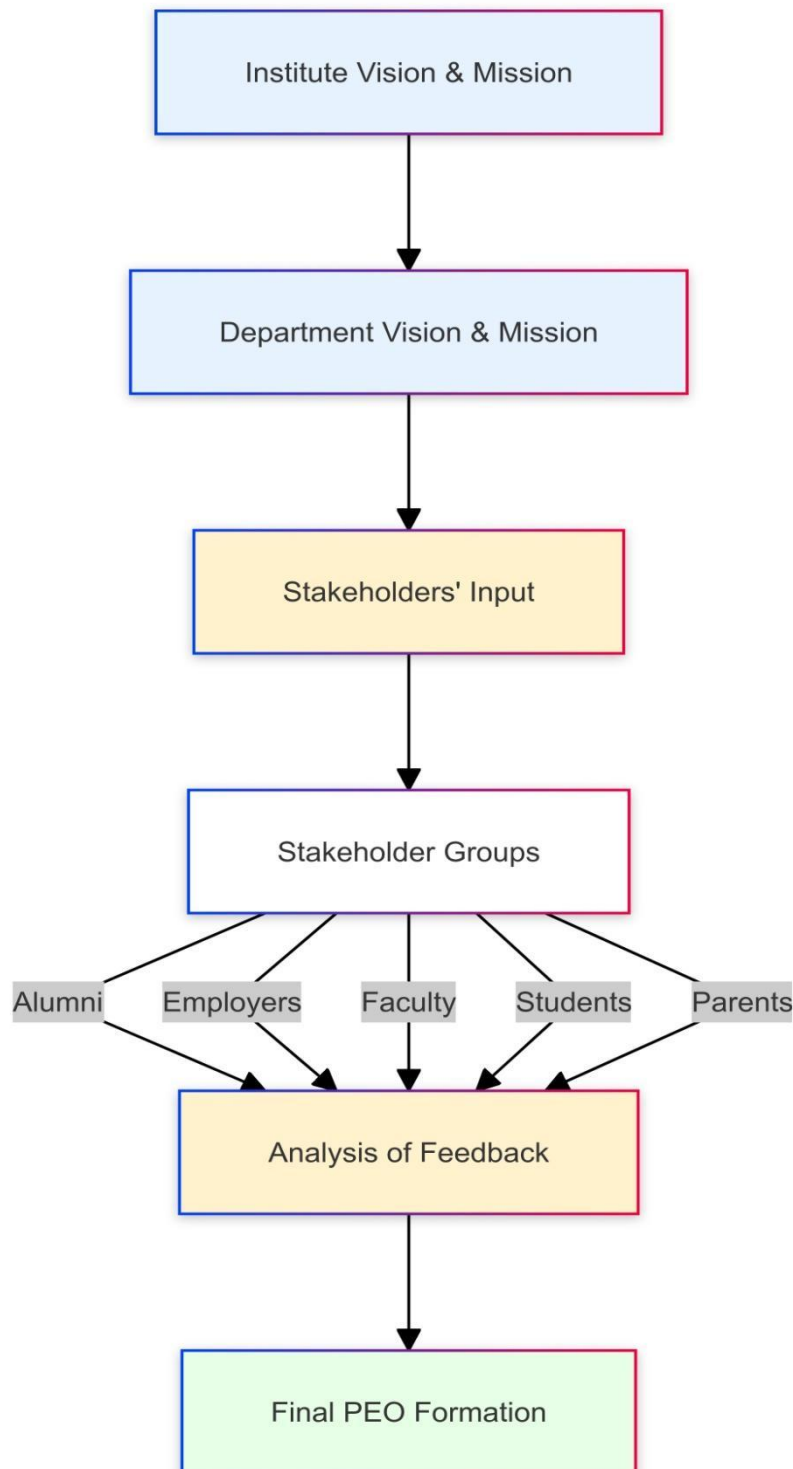 Institute Vision & Mission
Department Vision & Mission
Stakeholders' Input
Stakeholder Groups
Alumni
Employers
Faculty
Students
Parents
Analysis of Feedback
Final PEO Formation